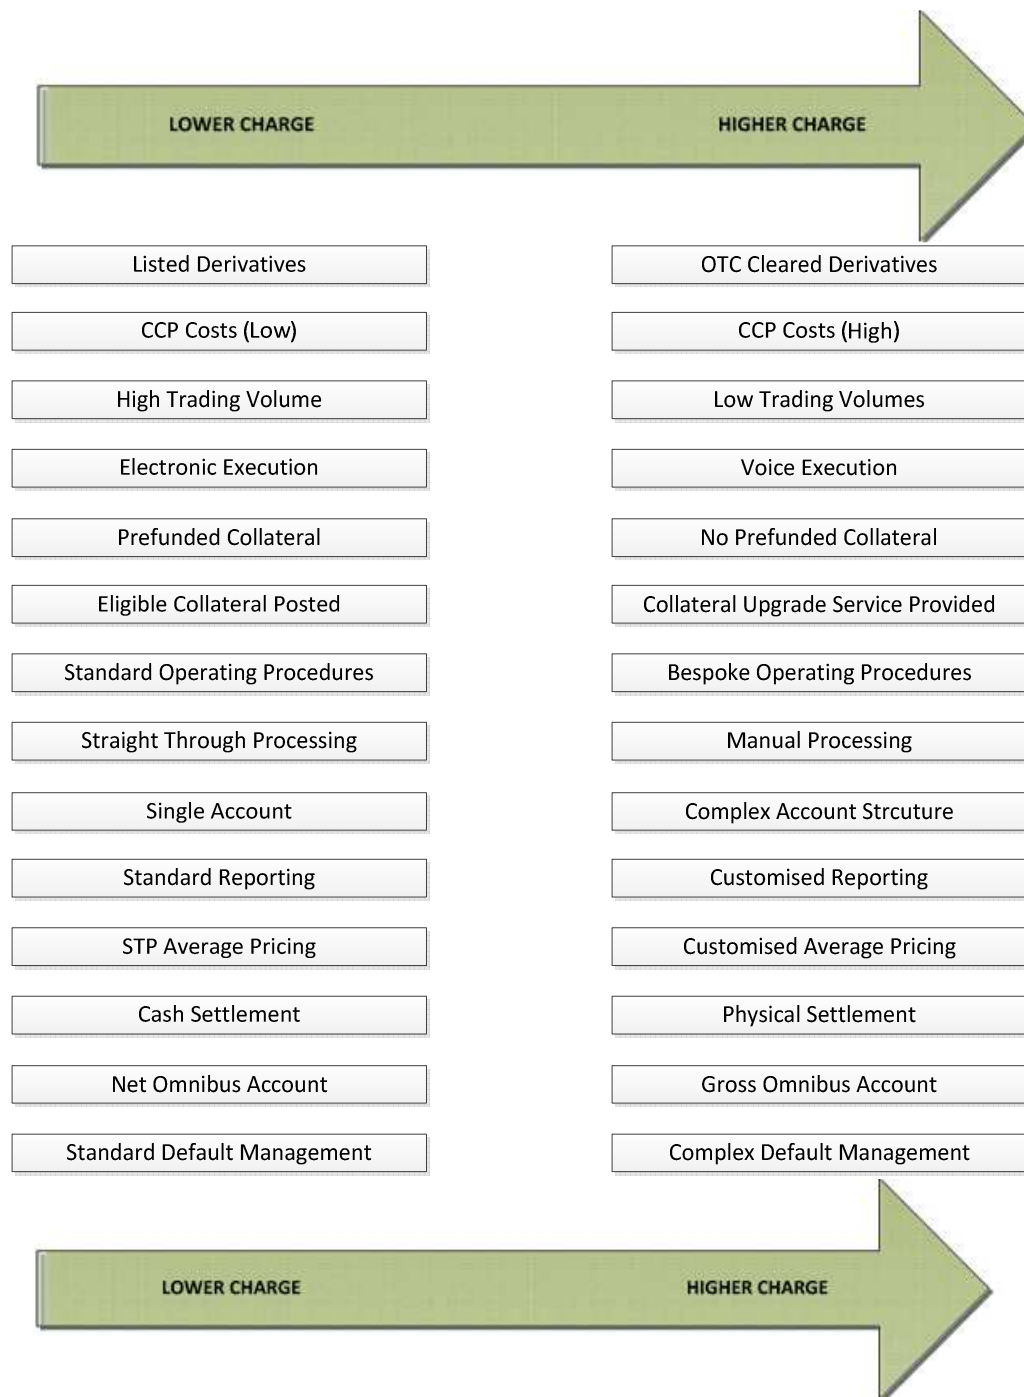 LOWER CHARGE HIGHER CHARGE
Listed Derivatives OTC Cleared Derivatives
CCP Costs (Low) CCP Costs (High)
High Trading Volume Low Trading Volumes
Electronic Execution Voice Execution
Prefunded Collateral No Prefunded Collateral
Eligible Collateral Posted Collateral Upgrade Service Provided
Standard Operating Procedures Bespoke Operating Procedures
Straight Through Processing Manual Processing
Single Account Complex Account Strcuture
Standard Reporting Customised Reporting
STP Average Pricing Customised Average Pricing
Cash Settlement Physical Settlement
Net Omnibus Account Gross Omnibus Account
Standard Default Management Complex Default Management
LOWER CHARGE HIGHER CHARGE